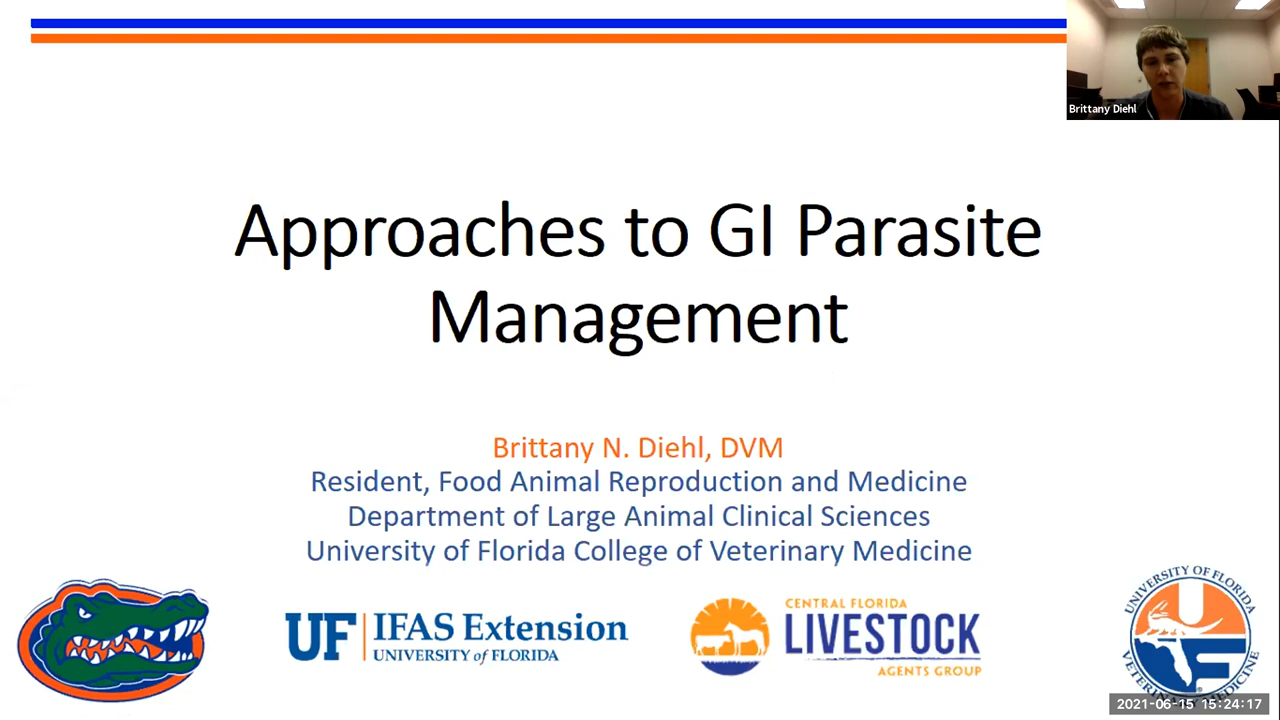 Brittany Diehl
Approaches to GI Parasite
Management
Brittany N. Diehl, DVM
Resident, Food Animal Reproduction and Medicine
Department of Large Animal Clinical Sciences
University of Florida College of Veterinary Medicine
UF IFAS Extension
UNIVERSITY of FLORIDA
CENTRAL FLORIDA
LIVESTOCK
AGENTS GROUP
UNIVERSITY OF FLORIDA
UF
VETERINARY MEDICINE
2021-06-15 15:24:17